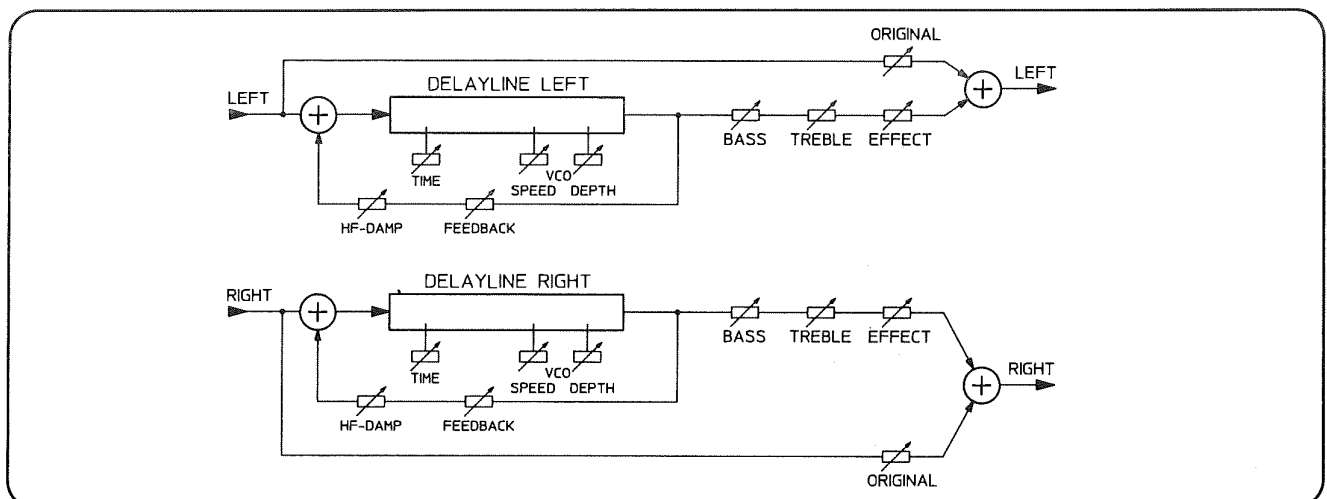 ORIGINAL
LEFT
DELAYLINE LEFT
LEFT
BASS TREBLE EFFECT
TIME
VCO
SPEED DEPTH
HF-DAMP FEEDBACK
DELAYLINE RIGHT
RIGHT
BASS TREBLE EFFECT
TIME
VCO
SPEED DEPTH
RIGHT
HF-DAMP FEEDBACK
ORIGINAL